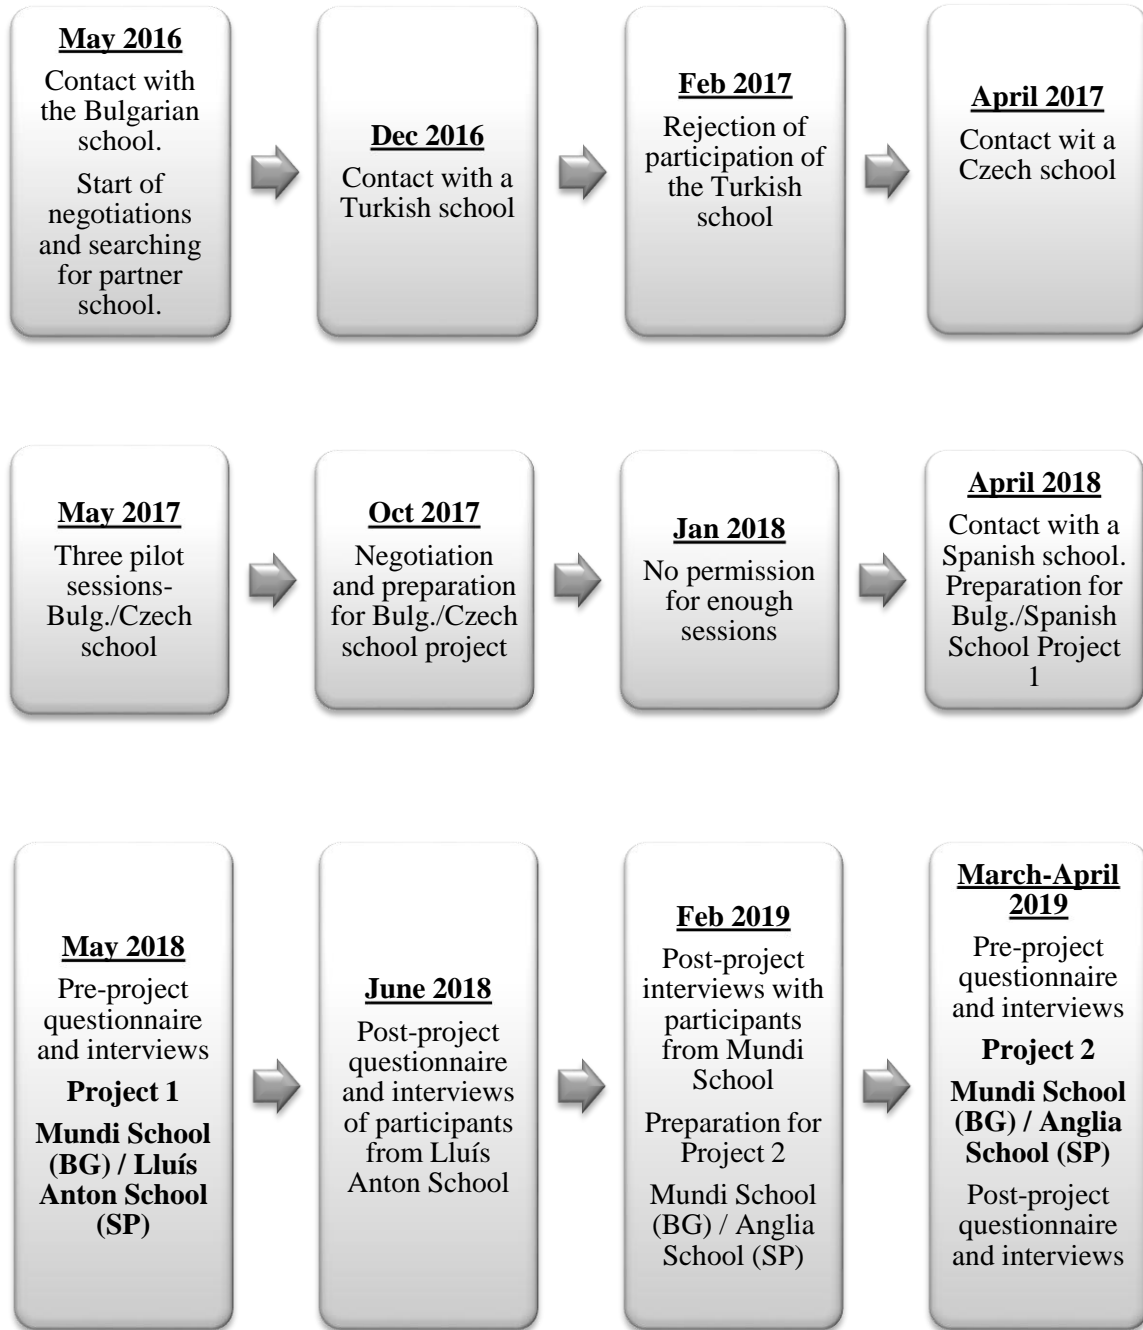 May 2016
Contact with
the Bulgarian
school.
Start of
negotiations
and searching
for partner
school.
Dec 2016
Contact with a
Turkish school
Feb 2017
Rejection of
participation of
the Turkish
school
April 2017
Contact wit a
Czech school
May 2017
Three pilot
sessions-
Bulg./Czech
school
Oct 2017
Negotiation
and preparation
for Bulg./Czech
school project
Jan 2018
No permission
for enough
sessions
April 2018
Contact with a
Spanish school.
Preparation for
Bulg./Spanish
School Project
1
May 2018
Pre-project
questionnaire
and interviews
Project 1
Mundi School
(BG) / Lluís
Anton School
(SP)
June 2018
Post-project
questionnaire
and interviews
of participants
from Lluís
Anton School
Feb 2019
Post-project
interviews with
participants
from Mundi
School
Preparation for
Project 2
Mundi School
(BG) / Anglia
School (SP)
March-April
2019
Pre-project
questionnaire
and interviews
Project 2
Mundi School
(BG) / Anglia
School (SP)
Post-project
questionnaire
and interviews